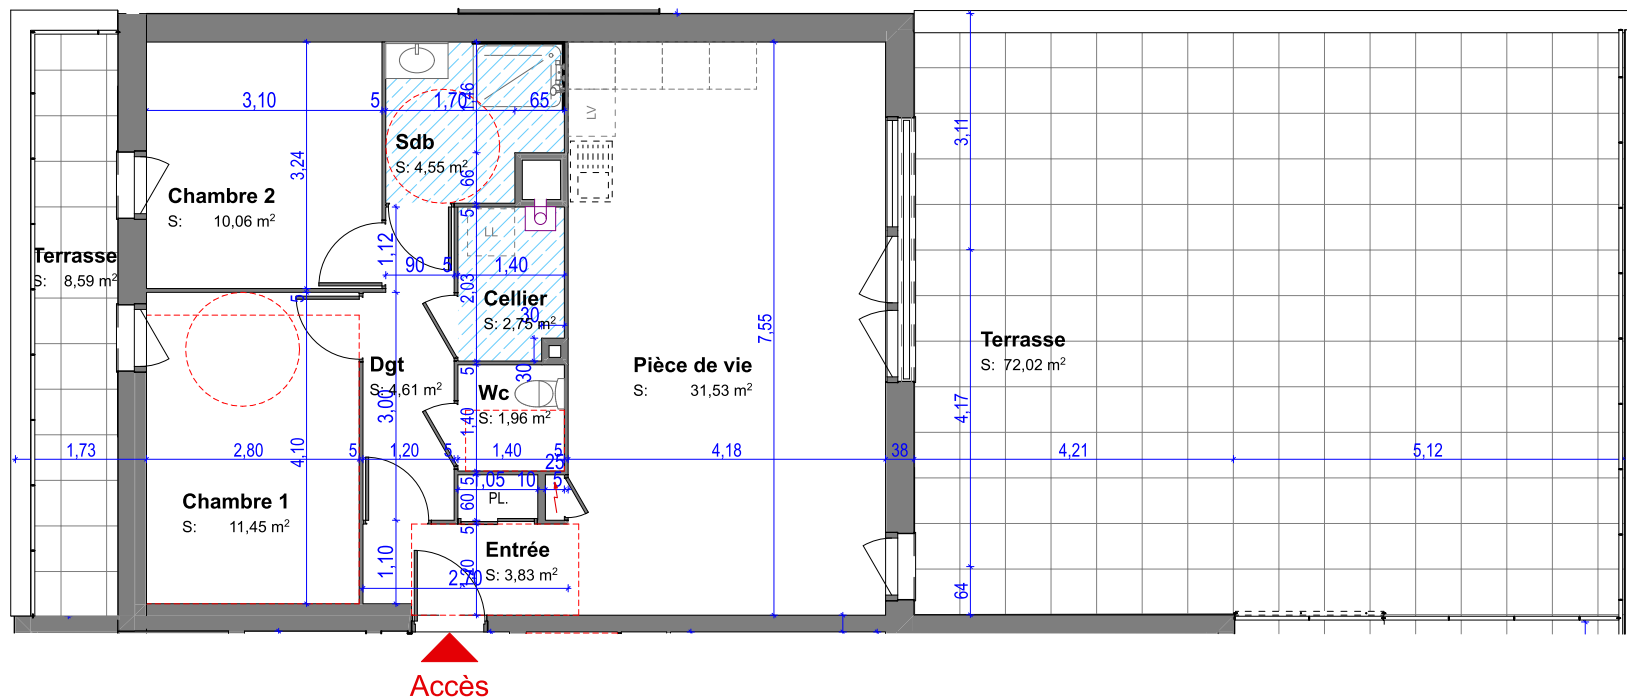 3,10
5
1,70
1,46
65
LV
3,11
Sdb
S: 4,55 m²
3,24
66
Chambre 2
S: 10,06 m²
5
LF
1,12
Terrasse
S: 8,59 m²
90
5
1,40
2,03
Cellier
S: 2,75 m²
5
30
7,55
Terrasse
S: 72,02 m²
Dgt
S: 4,61 m²
5
30
Pièce de vie
S: 31,53 m²
Wc
S: 1,96 m²
3,00
1,40
4,17
1,73
2,80
4,10
5
1,20
5
1,40
5
4,18
38
4,21
5,12
25
5
1,05
10
5
Chambre 1
S: 11,45 m²
60
PL.
5
Entrée
S: 3,83 m²
1,10
1,20
2,70
64
Accès